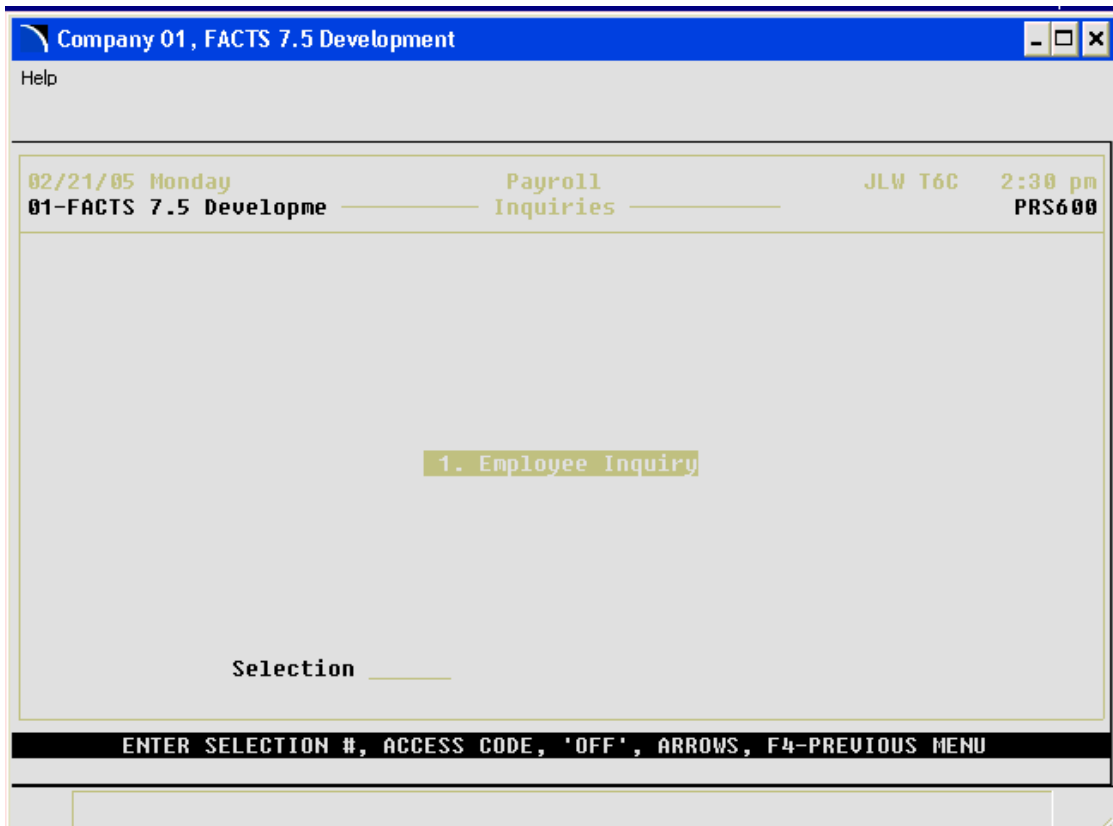 Company 01, FACTS 7.5 Development
Help
02/21/05 Monday Payroll JLW T6C 2:30 pm
01-FACTS 7.5 Developme Inquiries PRS600
1. Employee Inquiry
Selection
ENTER SELECTION #, ACCESS CODE, 'OFF', ARROWS, F4-PREVIOUS MENU